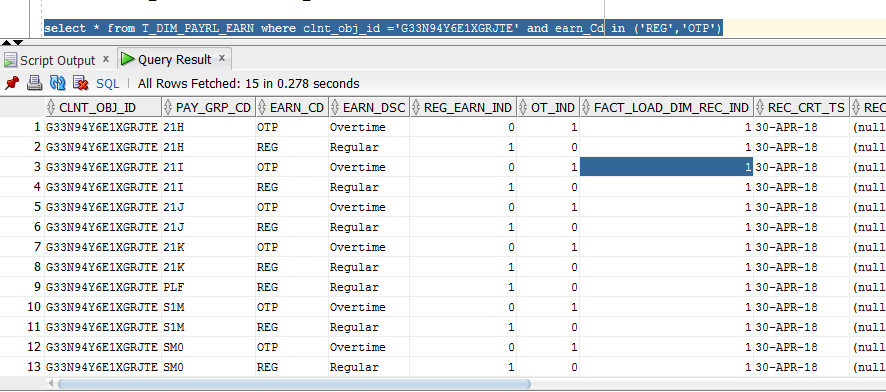 select * from T_DIM_PAYRL_EARN where clnt_obj_id ='G33N94Y6E1XGRJTE' and earn_Cd in ('REG','OTP')
Script Output x Query Result x
SQL | All Rows Fetched: 15 in 0.278 seconds
CLNT_OBJ_ID PAY_GRP_CD EARN_CD EARN_DSC REG_EARN_IND OT_IND FACT_LOAD_DIM_REC_IND REC_CRT_TS REC
1 G33N94Y6E1XGRJTE 21H OTP Overtime 0 1 1 30-APR-18 (null
2 G33N94Y6E1XGRJTE 21H REG Regular 1 0 1 30-APR-18 (null
3 G33N94Y6E1XGRJTE 21I OTP Overtime 0 1 1 30-APR-18 (null
4 G33N94Y6E1XGRJTE 21I REG Regular 1 0 1 30-APR-18 (null
5 G33N94Y6E1XGRJTE 21J OTP Overtime 0 1 1 30-APR-18 (null
6 G33N94Y6E1XGRJTE 21J REG Regular 1 0 1 30-APR-18 (null
7 G33N94Y6E1XGRJTE 21K OTP Overtime 0 1 1 30-APR-18 (null
8 G33N94Y6E1XGRJTE 21K REG Regular 1 0 1 30-APR-18 (null
9 G33N94Y6E1XGRJTE PLF REG Regular 1 0 1 30-APR-18 (null
10 G33N94Y6E1XGRJTE S1M OTP Overtime 0 1 1 30-APR-18 (null
11 G33N94Y6E1XGRJTE S1M REG Regular 1 0 1 30-APR-18 (null
12 G33N94Y6E1XGRJTE SM0 OTP Overtime 0 1 1 30-APR-18 (null
13 G33N94Y6E1XGRJTE SM0 REG Regular 1 0 1 30-APR-18 (null